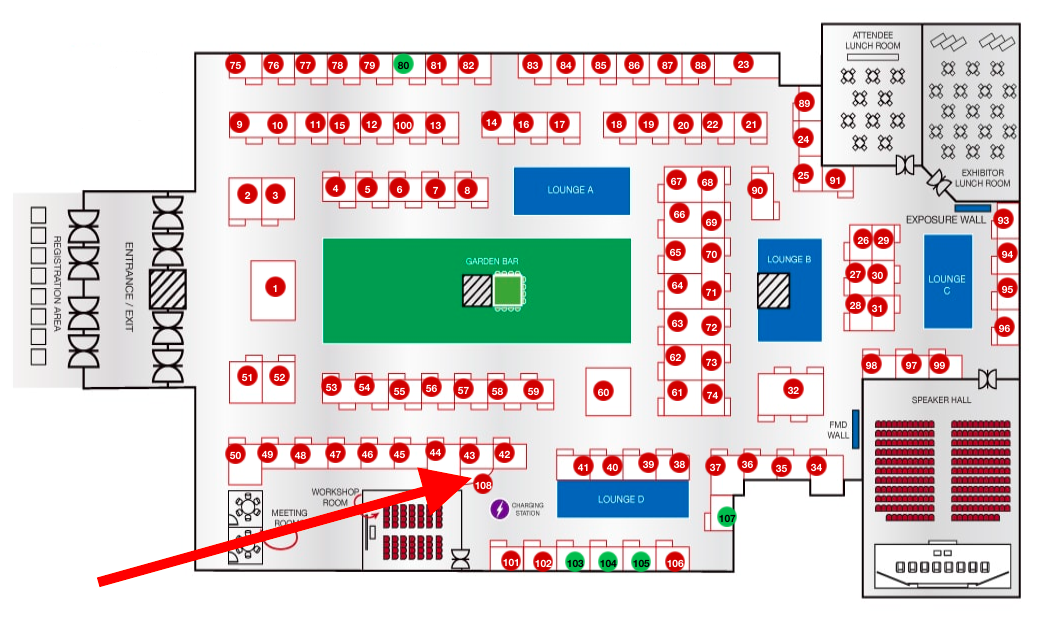 ATTENDEE
LUNCH ROOM
75 76 77 78 79 80 81 82 83 84 85 86 87 88 23
89
9 10 11 15 12 100 13 14 16 17 18 19 20 22 21
24
25 91
EXHIBITOR
LUNCH ROOM
2 3 4 5 6 7 8
LOUNGE A
67 68 90
66 69
EXPOSURE WALL
93
REGISTRATION AREA
ENTRANCE / EXIT
GARDEN BAR
65 70
LOUNGE B
26 29
94
1
64 71
27 30
LOUNGE
C
95
28 31
63 72
96
62 73
98 97 99
51 52 53 54 55 56 57 58 59 60 61 74 32
SPEAKER HALL
FMD
WALL
50 49 48 47 46 45 44 43 42
41 40 39 38 37 36 35 34
108
WORKSHOP
ROOM
MEETING
CHARGING
STATION
LOUNGE D
107
101 102 103 104 105 106